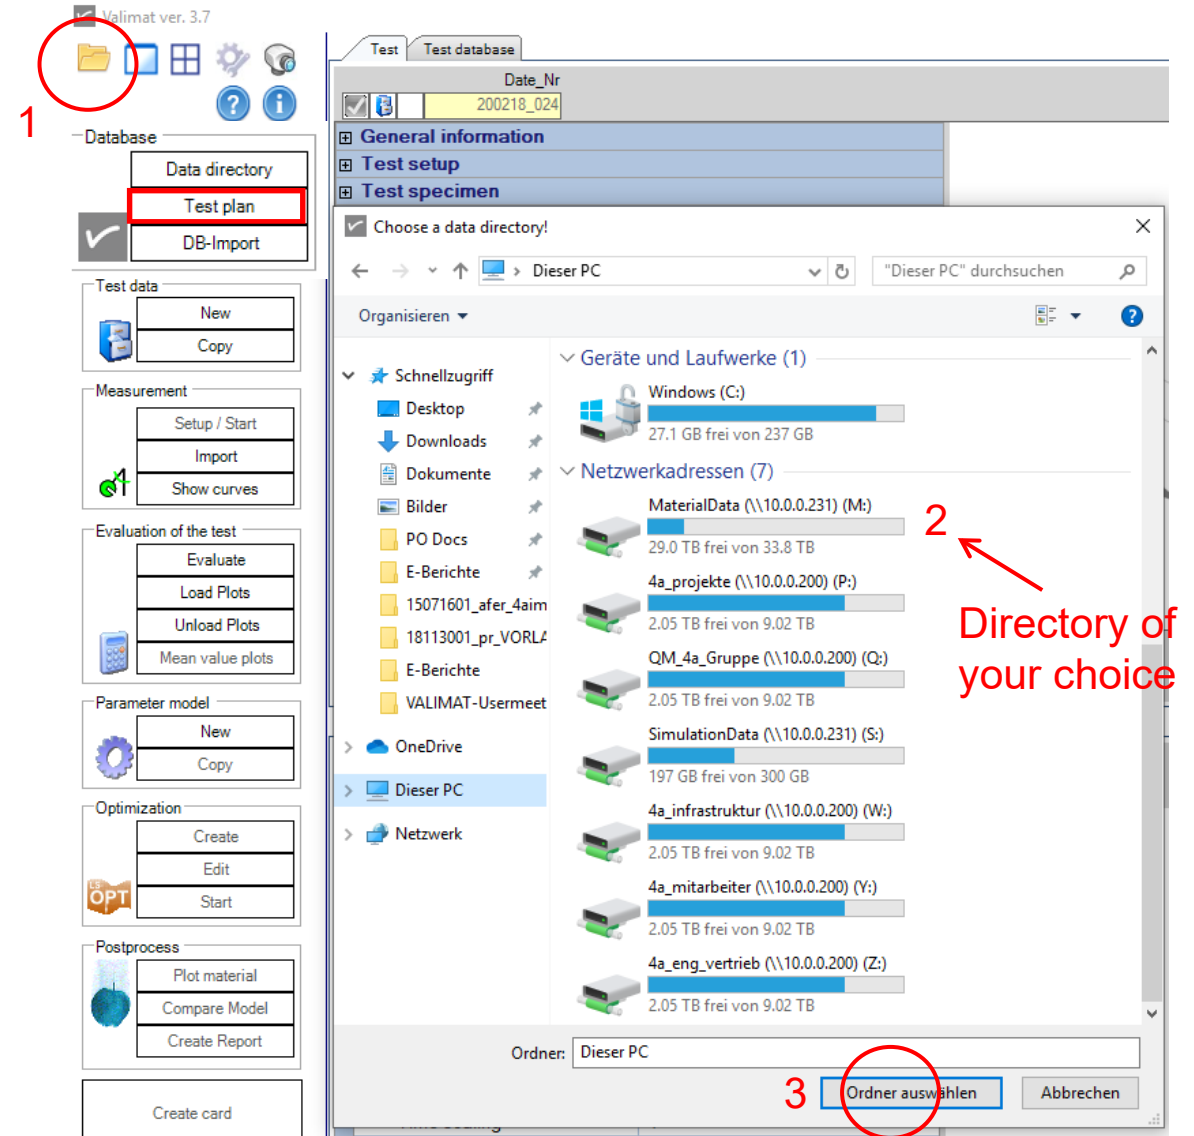 Valimat ver. 3.7
1
Database
Data directory
Test plan
DB-Import
Test data
New
Copy
Measurement
Setup / Start
Import
Show curves
Evaluation of the test
Evaluate
Load Plots
Unload Plots
Mean value plots
Parameter model
New
Copy
Optimization
Create
Edit
Start
LS
OPT
Postprocess
Plot material
Compare Model
Create Report
Create card
Test
Test database
Date_Nr
200218_024
General information
Test setup
Test specimen
Choose a data directory!
Dieser PC
"Dieser PC" durchsuchen
Organisieren
Schnellzugriff
Desktop
Downloads
Dokumente
Bilder
PO Docs
E-Berichte
15071601_afer_4aim
18113001_pr_VORLA
E-Berichte
VALIMAT-Usermeet
OneDrive
Dieser PC
Netzwerk
Geräte und Laufwerke (1)
Windows (C:)
27.1 GB frei von 237 GB
Netzwerkadressen (7)
MaterialData (\\10.0.0.231) (M:)
29.0 TB frei von 33.8 TB
4a_projekte (\\10.0.0.200) (P:)
2.05 TB frei von 9.02 TB
QM_4a_Gruppe (\\10.0.0.200) (Q:)
2.05 TB frei von 9.02 TB
SimulationData (\\10.0.0.231) (S:)
197 GB frei von 300 GB
4a_infrastruktur (\\10.0.0.200) (W:)
2.05 TB frei von 9.02 TB
4a_mitarbeiter (\\10.0.0.200) (Y:)
2.05 TB frei von 9.02 TB
4a_eng_vertrieb (\\10.0.0.200) (Z:)
2.05 TB frei von 9.02 TB
2
Directory of
your choice
Ordner: Dieser PC
3
Ordner auswählen
Abbrechen